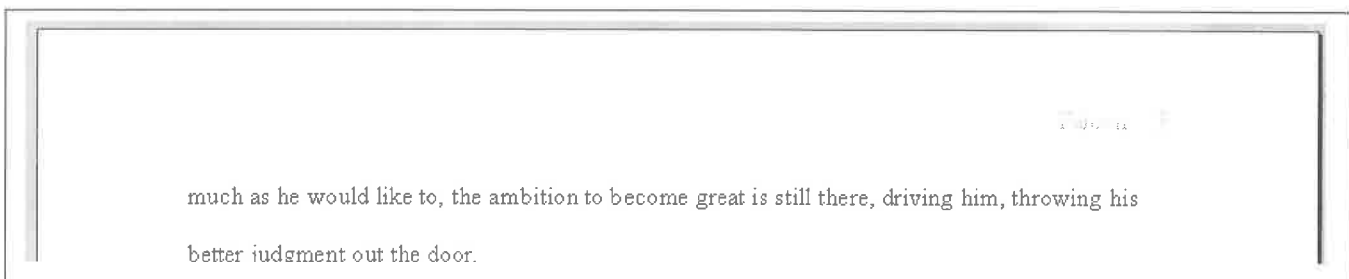 much as he would like to, the ambition to become great is still there, driving him, throwing his
better judgment out the door.